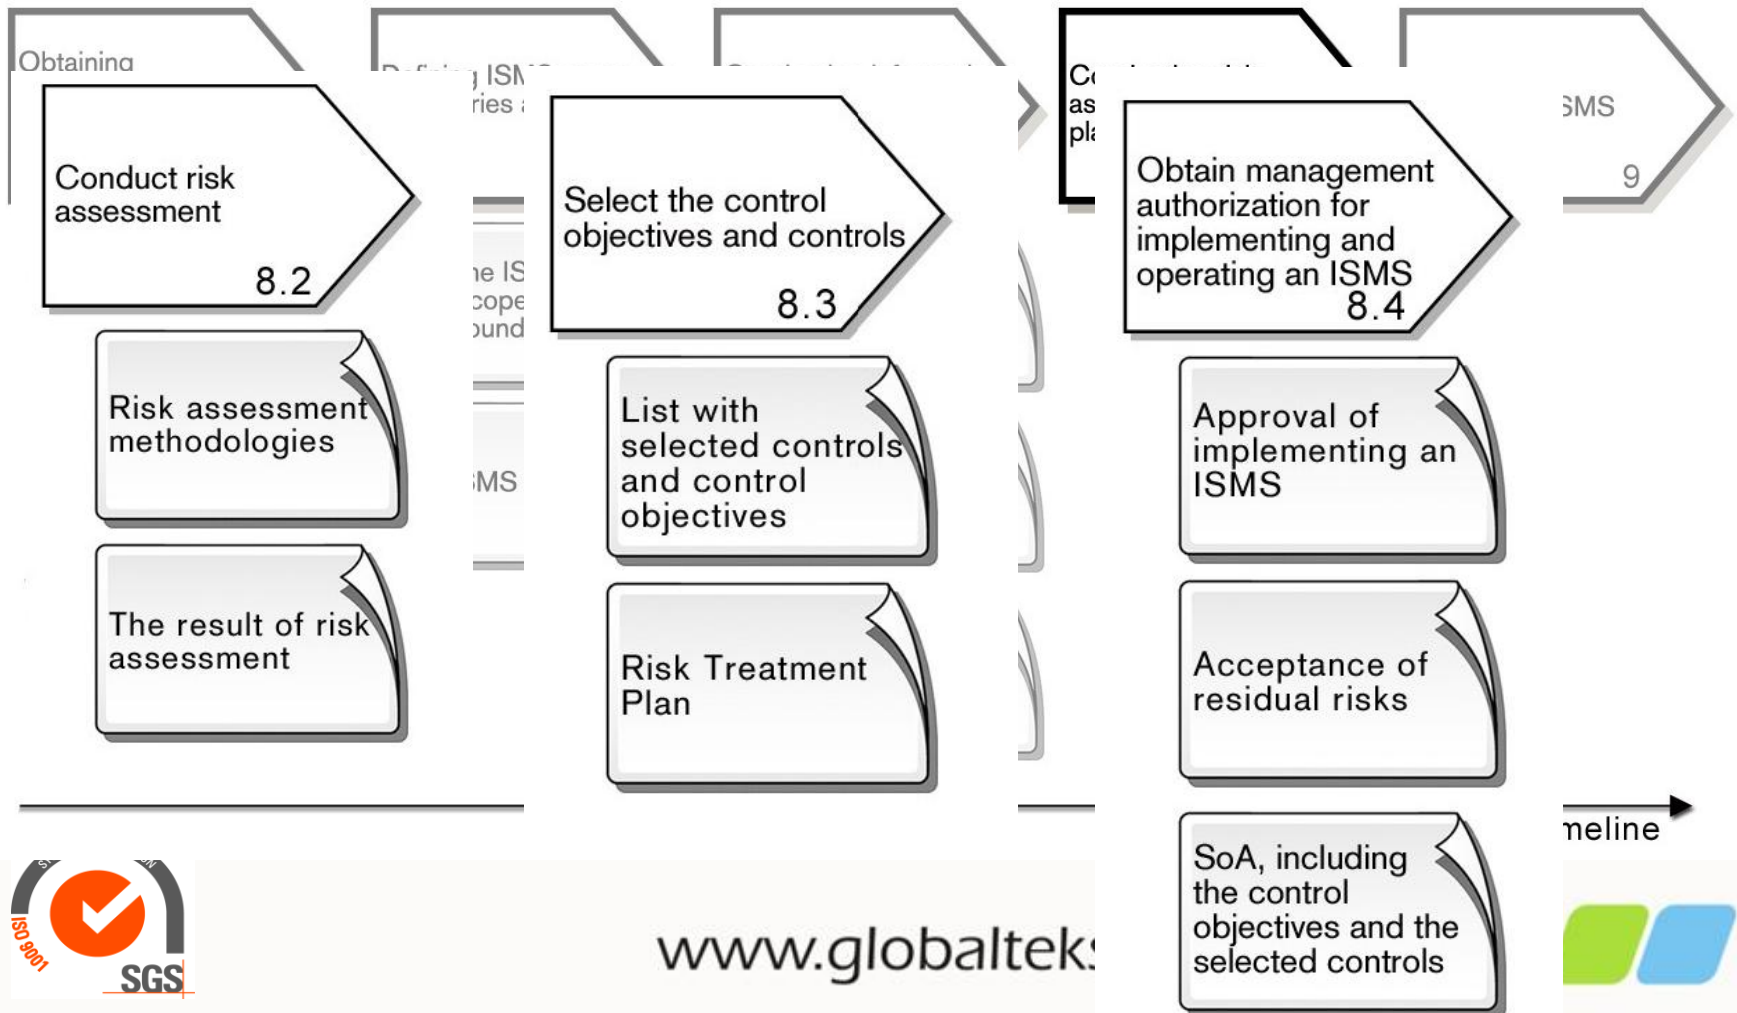 Obtaining
ISM
ries a
SMS
9
Conduct risk
assessment
8.2
Risk assessment
methodologies
The result of risk
assessment
Select the control
objectives and controls
8.3
List with
selected controls
and control
objectives
Risk Treatment
Plan
Obtain management
authorization for
implementing and
operating an ISMS
8.4
Approval of
implementing an
ISMS
Acceptance of
residual risks
SoA, including
the control
objectives and the
selected controls
meline
ISO 9001
SGS
www.globalteks